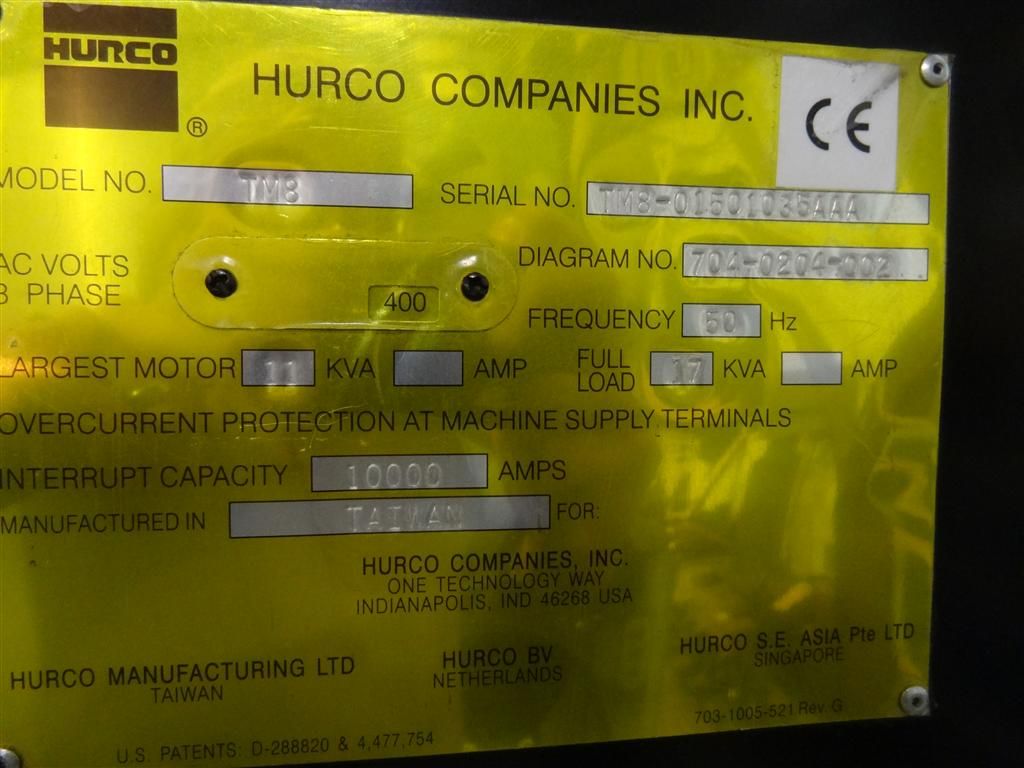 HURCO
®
HURCO COMPANIES INC.
CE
MODEL NO. TM8
SERIAL NO. TM8-01501035AAA
AC VOLTS
3 PHASE
400
DIAGRAM NO. 704-0204-002
FREQUENCY 50 Hz
LARGEST MOTOR 11 KVA AMP
FULL LOAD 17 KVA AMP
OVERCURRENT PROTECTION AT MACHINE SUPPLY TERMINALS
INTERRUPT CAPACITY 10000 AMPS
MANUFACTURED IN TAIWAN FOR:
HURCO COMPANIES, INC.
ONE TECHNOLOGY WAY
INDIANAPOLIS, IND 46268 USA
HURCO MANUFACTURING LTD
TAIWAN
HURCO BV
NETHERLANDS
HURCO S.E. ASIA Pte LTD
SINGAPORE
703-1005-521 Rev. G
U.S. PATENTS: D-288820 & 4,477,754